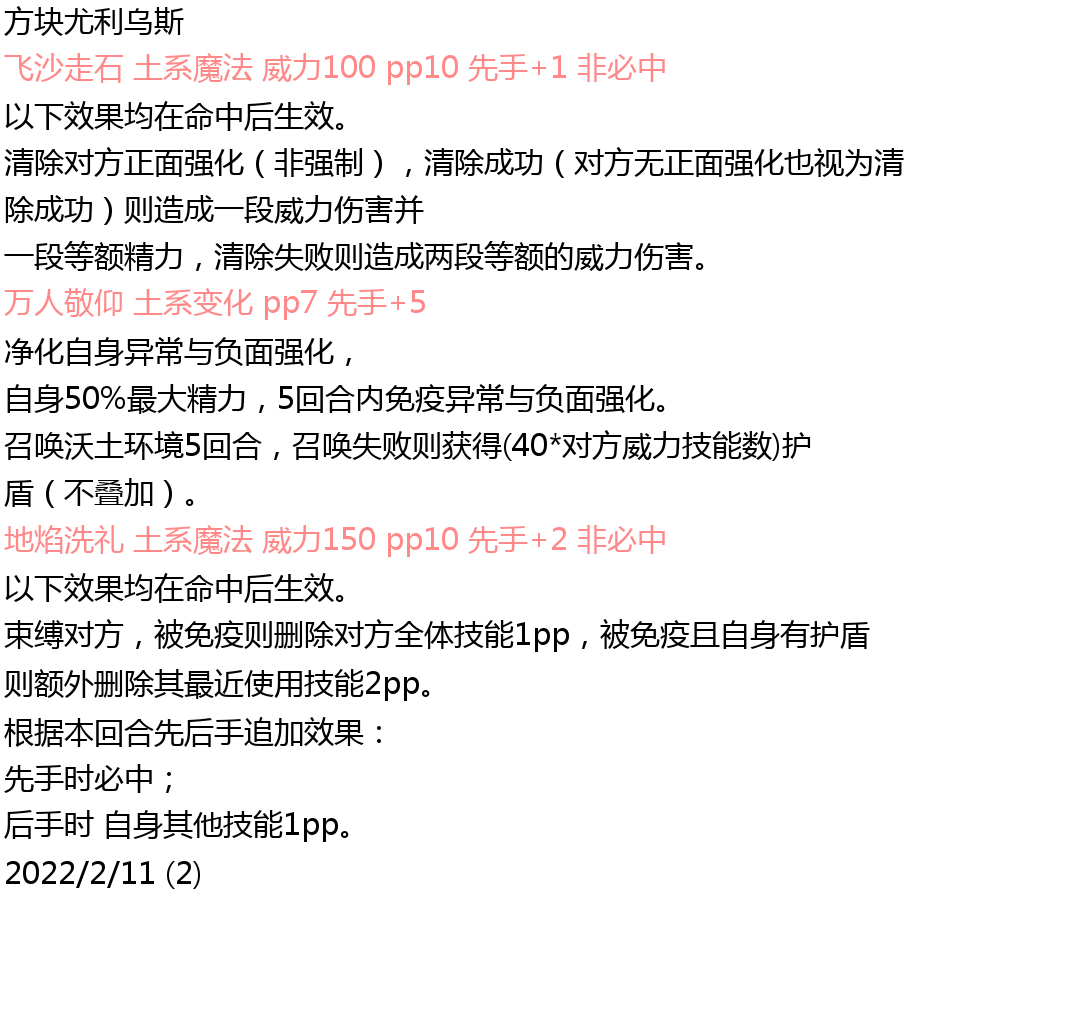 方块尤利乌斯
飞沙走石 土系魔法 威力100 pp10 先手+1 非必中
以下效果均在命中后生效。
清除对方正面强化（非强制），清除成功（对方无正面强化也视为清
除成功）则造成一段威力伤害并
一段等额精力，清除失败则造成两段等额的威力伤害。
万人敬仰 土系变化 pp7 先手+5
净化自身异常与负面强化，
自身50%最大精力，5回合内免疫异常与负面强化。
召唤沃土环境5回合，召唤失败则获得(40*对方威力技能数)护
盾（不叠加）。
地焰洗礼 土系魔法 威力150 pp10 先手+2 非必中
以下效果均在命中后生效。
束缚对方，被免疫则删除对方全体技能1pp，被免疫且自身有护盾
则额外删除其最近使用技能2pp。
根据本回合先后手追加效果：
先手时必中；
后手时 自身其他技能1pp。
2022/2/11 (2)